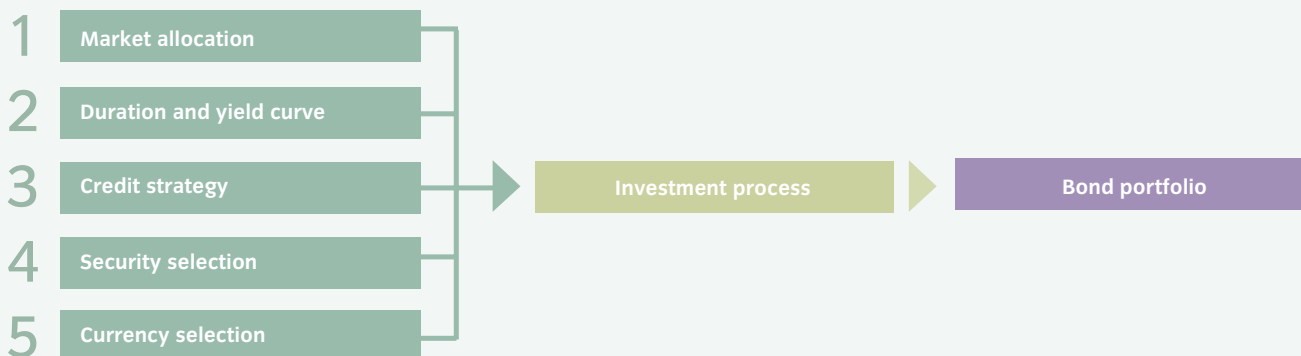 1 Market allocation
2 Duration and yield curve
3 Credit strategy
4 Security selection
5 Currency selection
Investment process
Bond portfolio